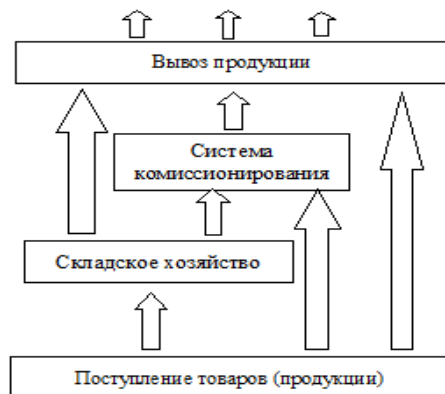 Вывоз продукции
Система
комиссионирования
Складское хозяйство
Поступление товаров (продукции)